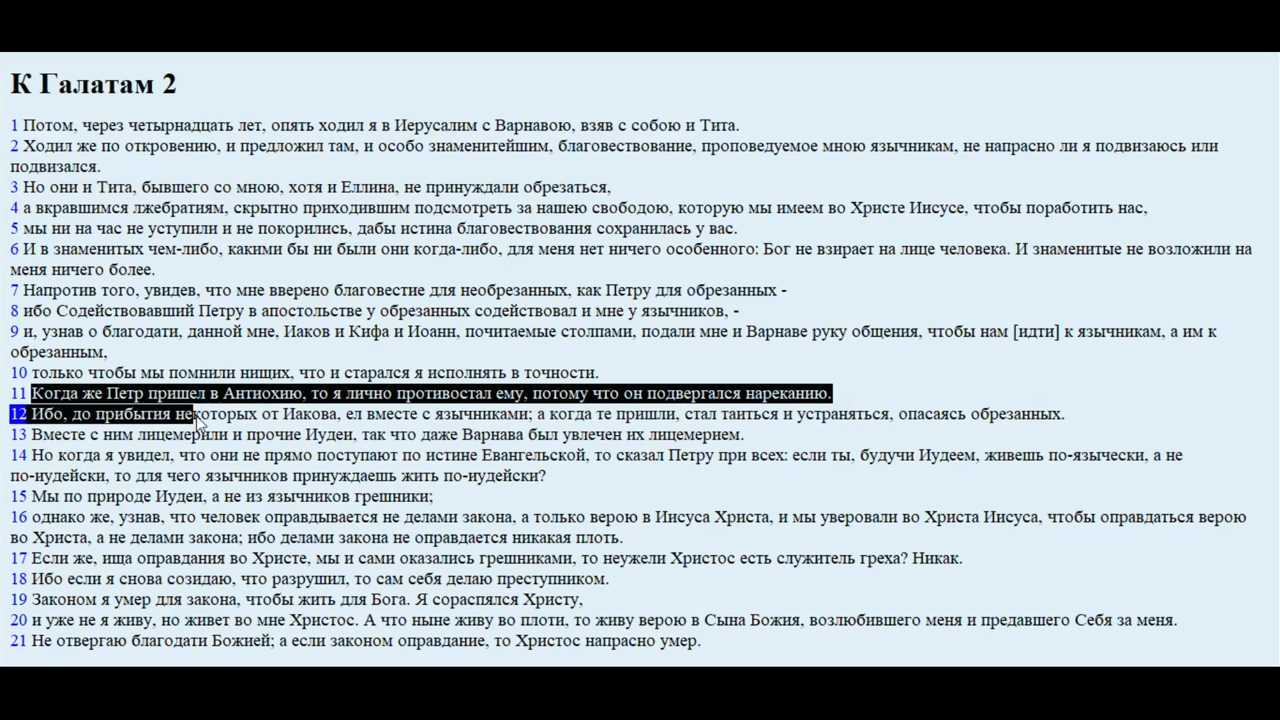 К Галатам 2
1 Потом, через четырнадцать лет, опять ходил я в Иерусалим с Варнавою, взяв с собою и Тита.
2 Ходил же по откровению, и предложил там, и особо знаменитейшим, благовествование, проповедуемое мною язычникам, не напрасно ли я подвизаюсь или
подвизался.
3 Но они и Тита, бывшего со мною, хотя и Еллина, не принуждали обрезаться,
4 а вкравшимся лжебратиям, скрытно приходившим подсмотреть за нашею свободою, которую мы имеем во Христе Иисусе, чтобы поработить нас,
5 мы ни на час не уступили и не покорились, дабы истина благовествования сохранилась у вас.
6 И в знаменитых чем-либо, какими бы ни были они когда-либо, для меня нет ничего особенного: Бог не взирает на лице человека. И знаменитые не возложили на
меня ничего более.
7 Напротив того, увидев, что мне вверено благовестие для необрезанных, как Петру для обрезанных -
8 ибо Содействовавший Петру в апостольстве у обрезанных содействовал и мне у язычников, -
9 и, узнав о благодати, данной мне, Иаков и Кифа и Иоанн, почитаемые столпами, подали мне и Варнаве руку общения, чтобы нам [идти] к язычникам, а им к
обрезанным,
10 только чтобы мы помнили нищих, что и старался я исполнять в точности.
11 Когда же Петр пришел в Антиохию, то я лично противостал ему, потому что он подвергался нареканию.
12 Ибо, до прибытия некоторых от Иакова, ел вместе с язычниками; а когда те пришли, стал таиться и устраняться, опасаясь обрезанных.
13 Вместе с ним лицемерили и прочие Иудеи, так что даже Варнава был увлечен их лицемерием.
14 Но когда я увидел, что они не прямо поступают по истине Евангельской, то сказал Петру при всех: если ты, будучи Иудеем, живешь по-язычески, а не
по-иудейски, то для чего язычников принуждаешь жить по-иудейски?
15 Мы по природе Иудеи, а не из язычников грешники;
16 однако же, узнав, что человек оправдывается не делами закона, а только верою в Иисуса Христа, и мы уверовали во Христа Иисуса, чтобы оправдаться верою
во Христа, а не делами закона; ибо делами закона не оправдается никакая плоть.
17 Если же, ища оправдания во Христе, мы и сами оказались грешниками, то неужели Христос есть служитель греха? Никак.
18 Ибо если я снова созидаю, что разрушил, то сам себя делаю преступником.
19 Законом я умер для закона, чтобы жить для Бога. Я сораспялся Христу,
20 и уже не я живу, но живет во мне Христос. А что ныне живу во плоти, то живу верою в Сына Божия, возлюбившего меня и предавшего Себя за меня.
21 Не отвергаю благодати Божией; а если законом оправдание, то Христос напрасно умер.